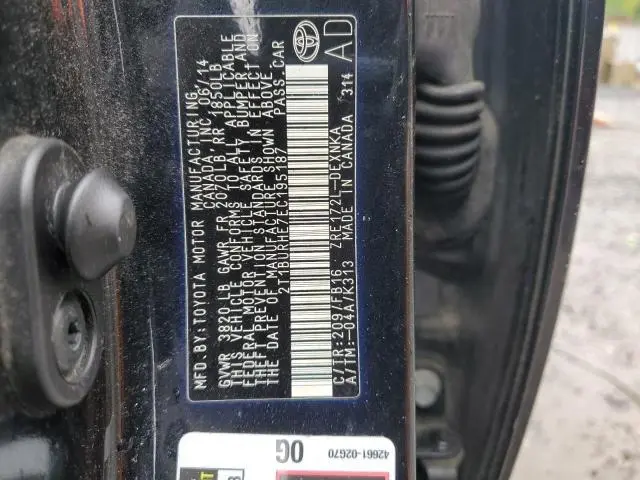 MFD.BY:TOYOTA MOTOR MANUFACTURING
CANADA, INC. 06/14
GVWR 3820 LB GAWR FR 2070LB, RR 1850LB
THIS VEHICLE CONFORMS TO ALL APPLICABLE
FEDERAL MOTOR VEHICLE SAFETY, BUMPER,AND
THEFT PREVENTION STANDARDS IN EFFECT ON
THE DATE OF MANUFACTURE SHOWN ABOVE.
2T1BURHE7EC195187 PASS.CAR
AD
C/TR:209/FB16 ZRE172L-DEXNKA
A/TM:-04A/K313 MADE IN CANADA 314
0G
42661-02G70